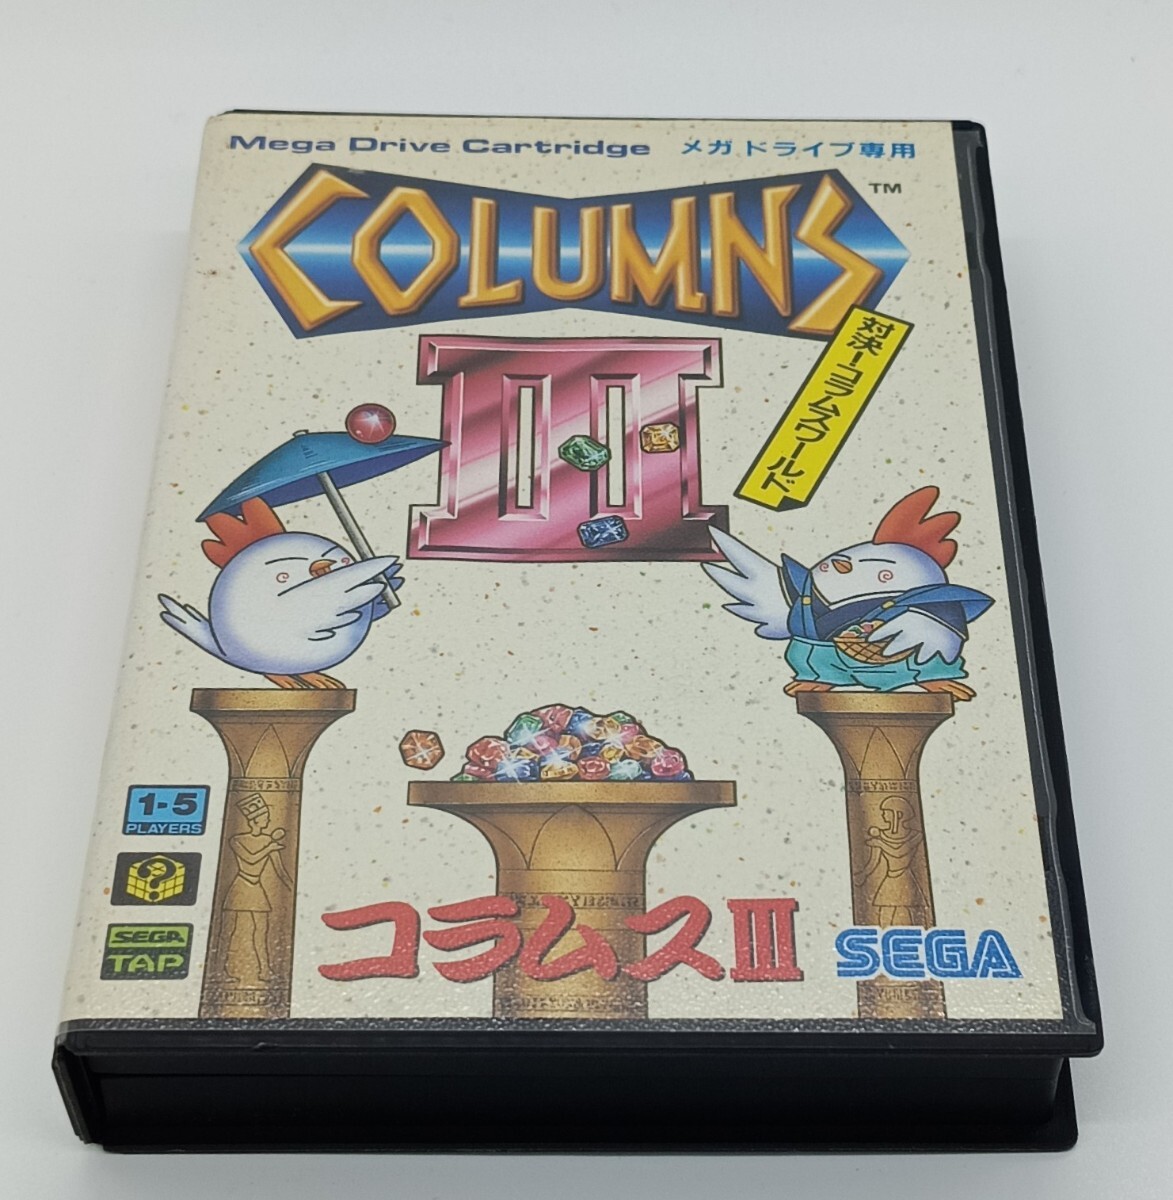 Mega Drive Cartridge メガドライブ専用
COLUMNS™
III
対決!コラムスワールド
1-5
PLAYERS
?
SEGA
TAP
コラムスIII
SEGA